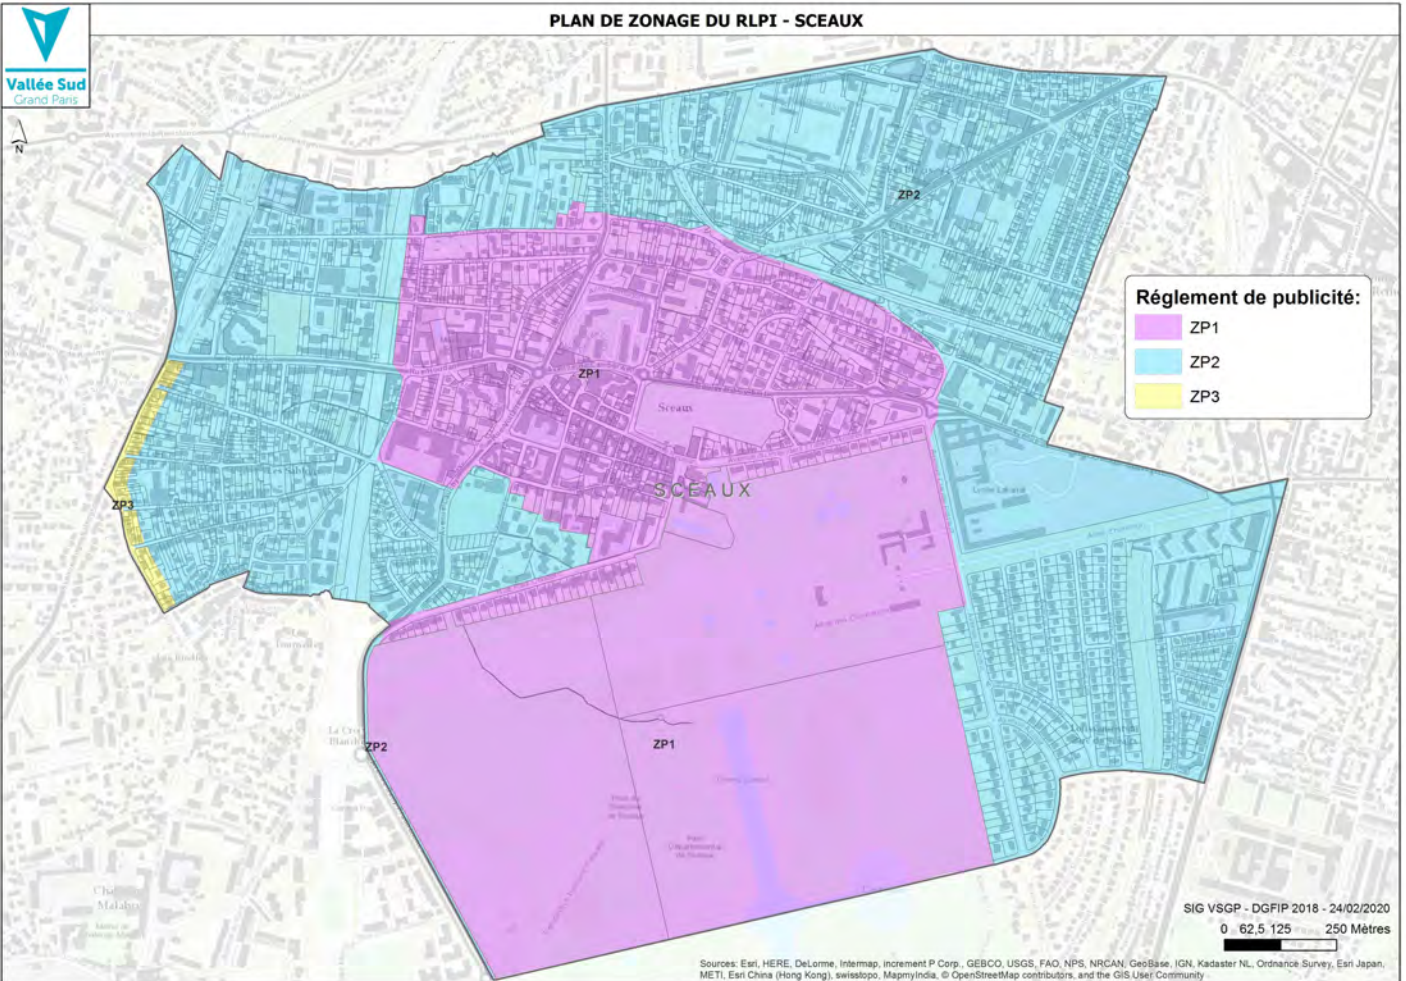 PLAN DE ZONAGE DU RLPI - SCEAUX
Vallée Sud
Grand Paris
N
ZP2
Réglement de publicité:
ZP1
ZP2
ZP3
ZP1
Sceaux
SCEAUX
ZP3
ZP2
ZP1
SIG VSGP - DGFIP 2018 - 24/02/2020
0 62,5 125 250 Mètres
Sources: Esri, HERE, DeLorme, Intermap, increment P Corp., GEBCO, USGS, FAO, NPS, NRCAN, GeoBase, IGN, Kadaster NL, Ordnance Survey, Esri Japan,
METI, Esri China (Hong Kong), swisstopo, MapmyIndia, © OpenStreetMap contributors, and the GIS User Community